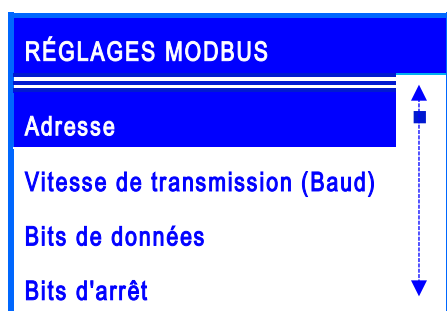 RÉGLAGES MODBUS
Adresse
Vitesse de transmission (Baud)
Bits de données
Bits d'arrêt